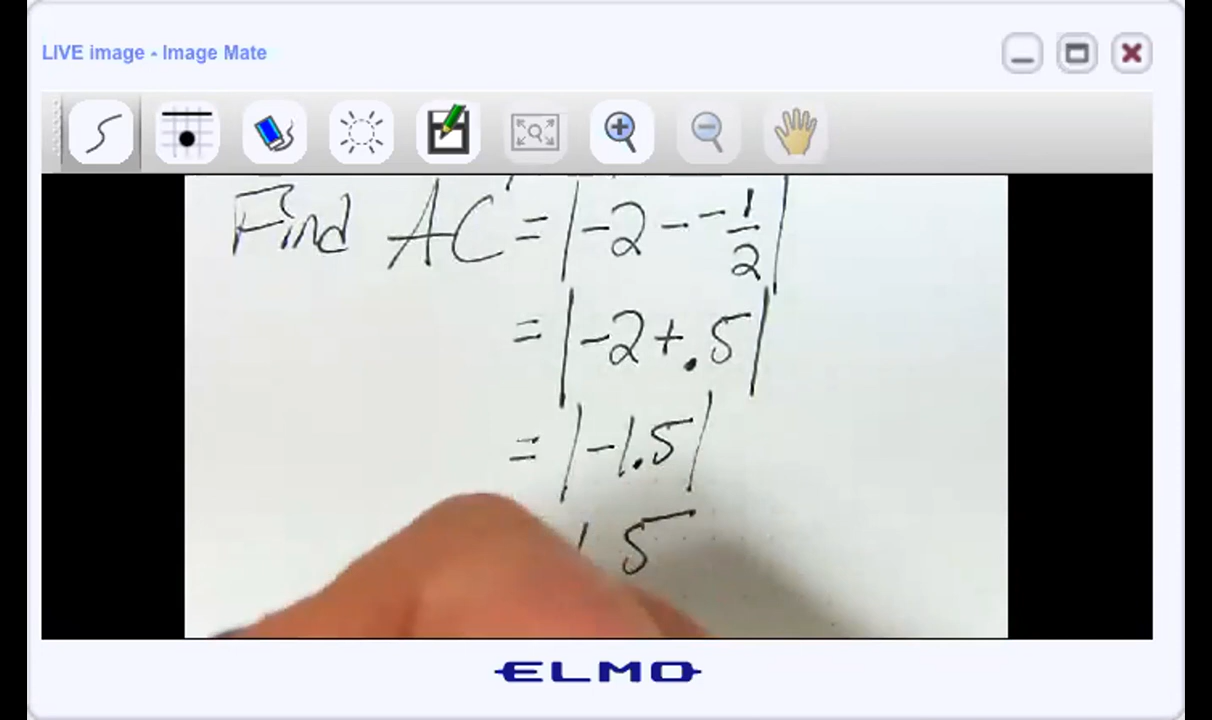 LIVE image - Image Mate
Find AC = |-2 - -1/2|
= |-2 + .5|
= |-1.5|
1 5
ELMO